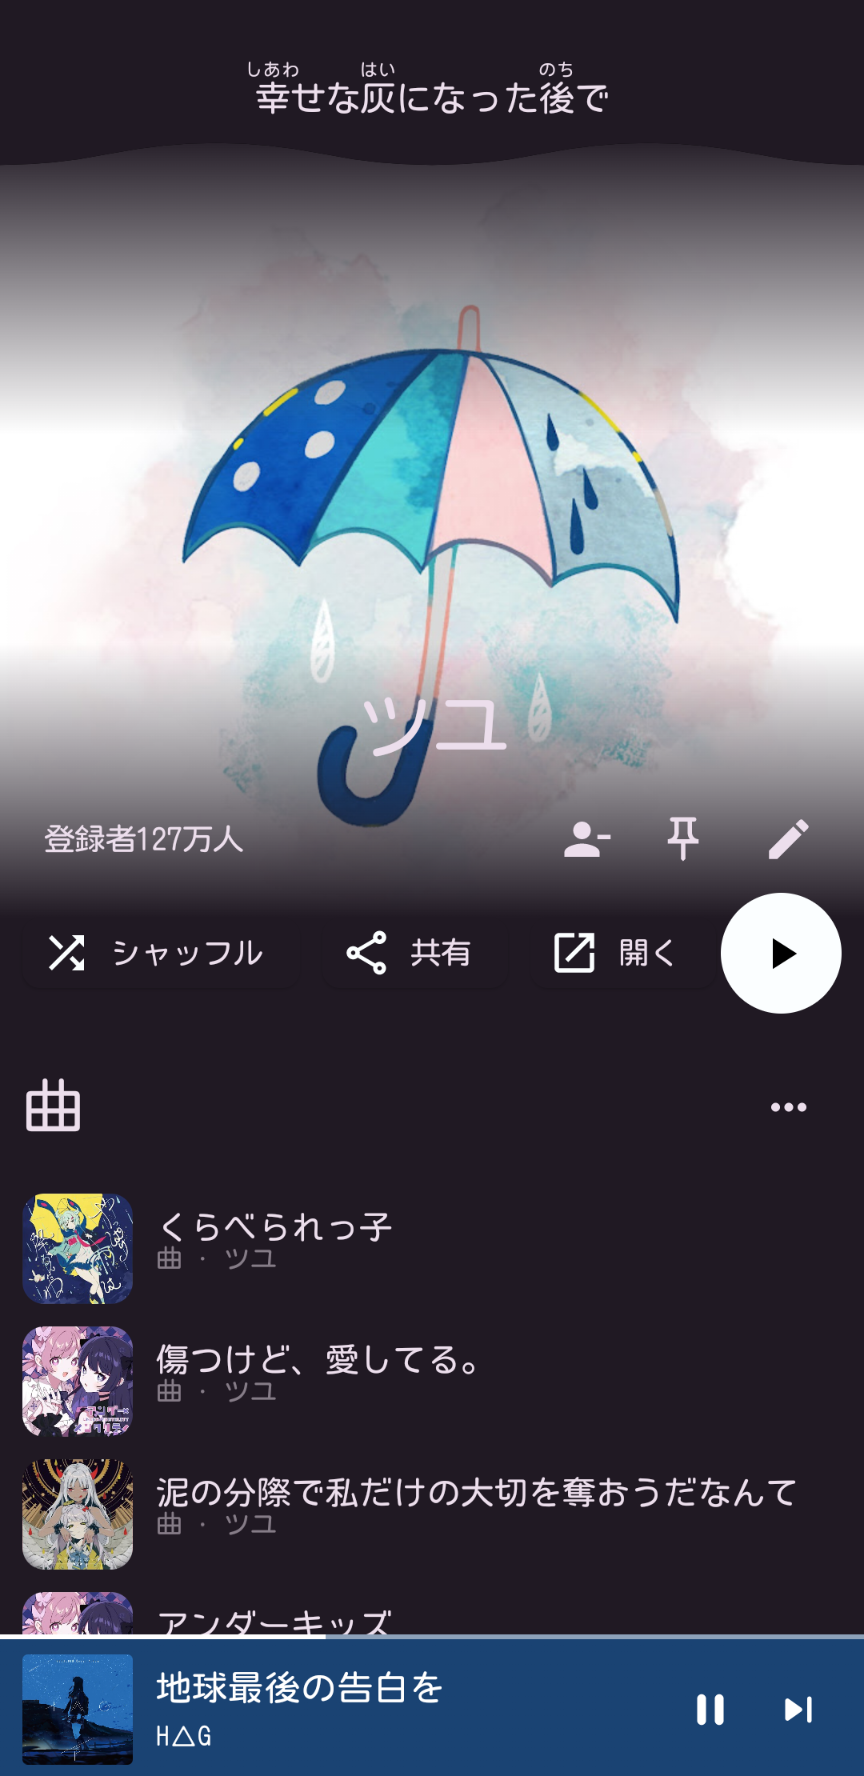 しあわ はい のち
幸せな灰になった後で
ツユ
登録者127万人
シャッフル
共有
開く
曲
くらべられっ子
曲 · ツユ
傷つけど、愛してる。
曲 · ツユ
泥の分際で私だけの大切を奪おうだなんて
曲 · ツユ
アンダーキッズ
地球最後の告白を
H△G